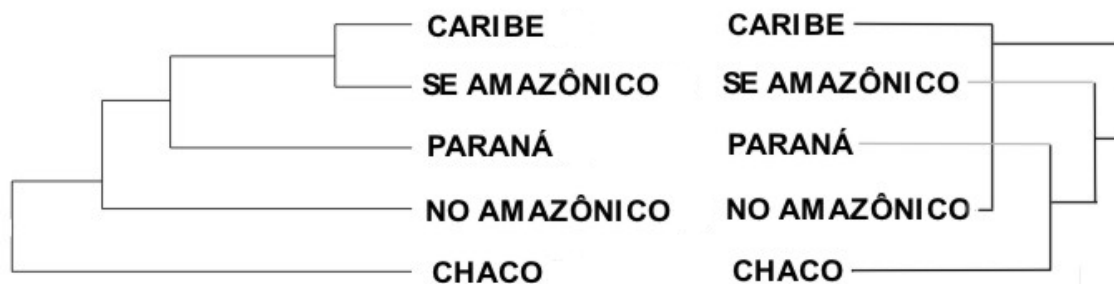 CARIBE CARIBE
SE AMAZÔNICO SE AMAZÔNICO
PARANÁ PARANÁ
NO AMAZÔNICO NO AMAZÔNICO
CHACO CHACO